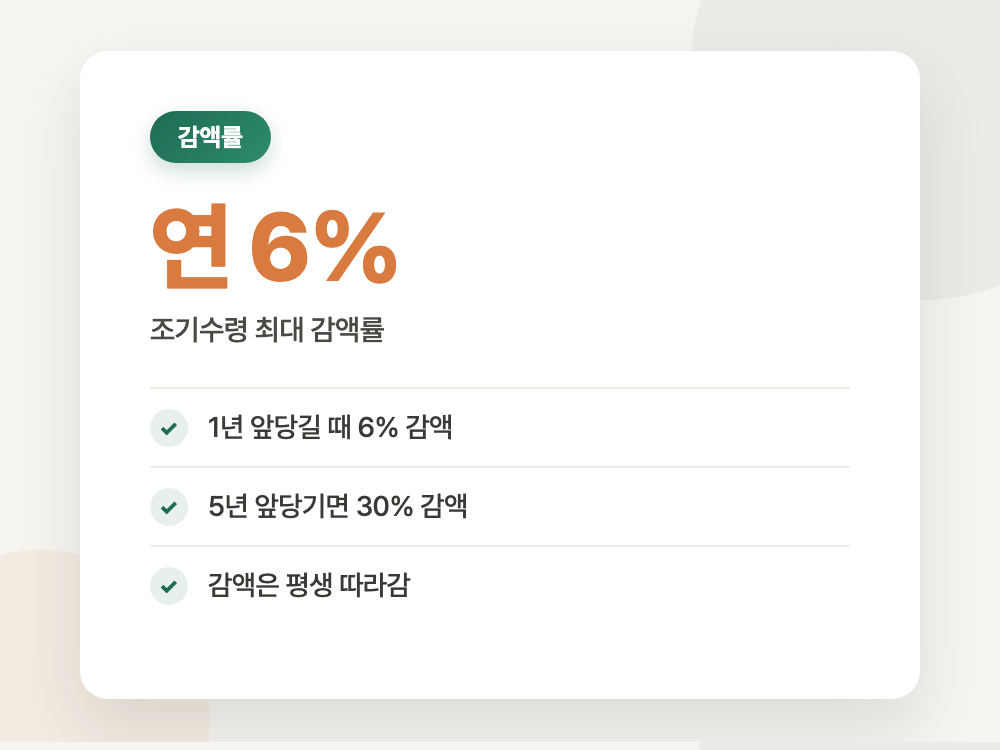 감액률
연 6%
조기수령 최대 감액률
1년 앞당길 때 6% 감액
5년 앞당기면 30% 감액
감액은 평생 따라감